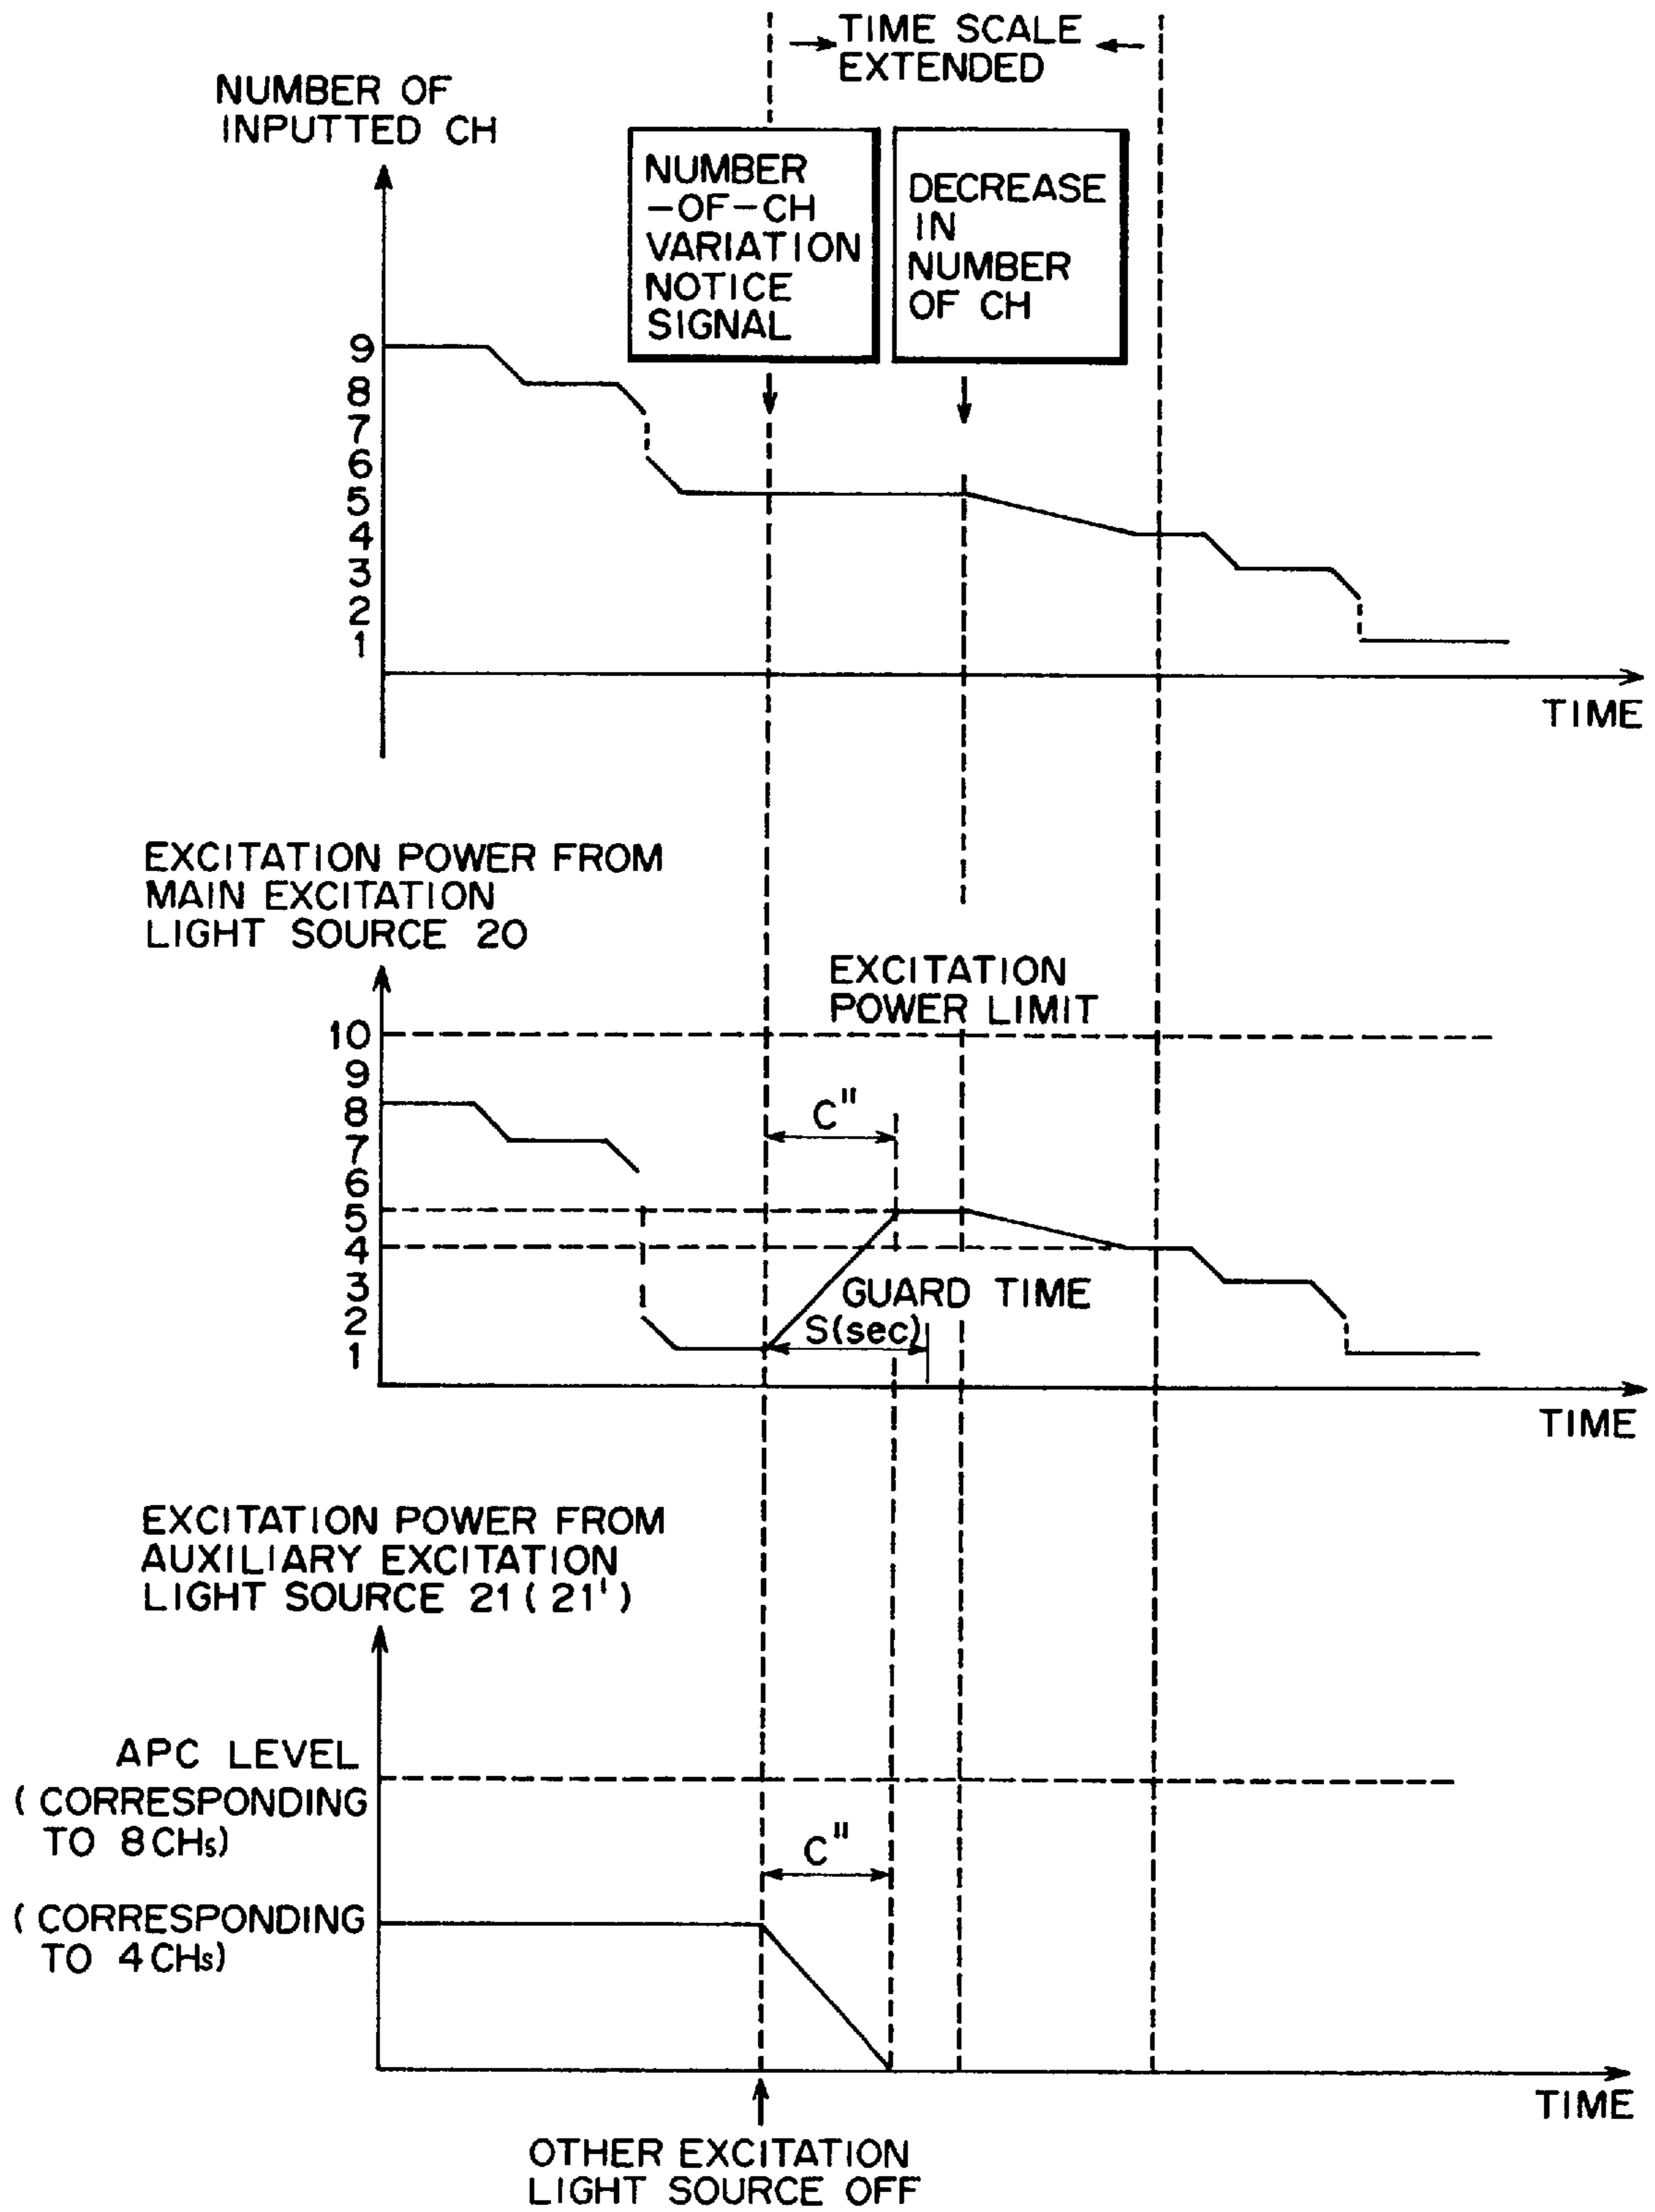 TIME SCALE
EXTENDED
NUMBER OF
INPUTTED CH
NUMBER
-OF-CH
VARIATION
NOTICE
SIGNAL
DECREASE
IN
NUMBER
OF CH
9
8
7
6
5
4
3
2
1
TIME
EXCITATION POWER FROM
MAIN EXCITATION
LIGHT SOURCE 20
EXCITATION
POWER LIMIT
10
9
8
7
6
5
4
3
2
1
C"
GUARD TIME
S(sec)
TIME
EXCITATION POWER FROM
AUXILIARY EXCITATION
LIGHT SOURCE 21(21')
APC LEVEL
(CORRESPONDING
TO 8CHs)
C"
(CORRESPONDING
TO 4CHs)
TIME
OTHER EXCITATION
LIGHT SOURCE OFF